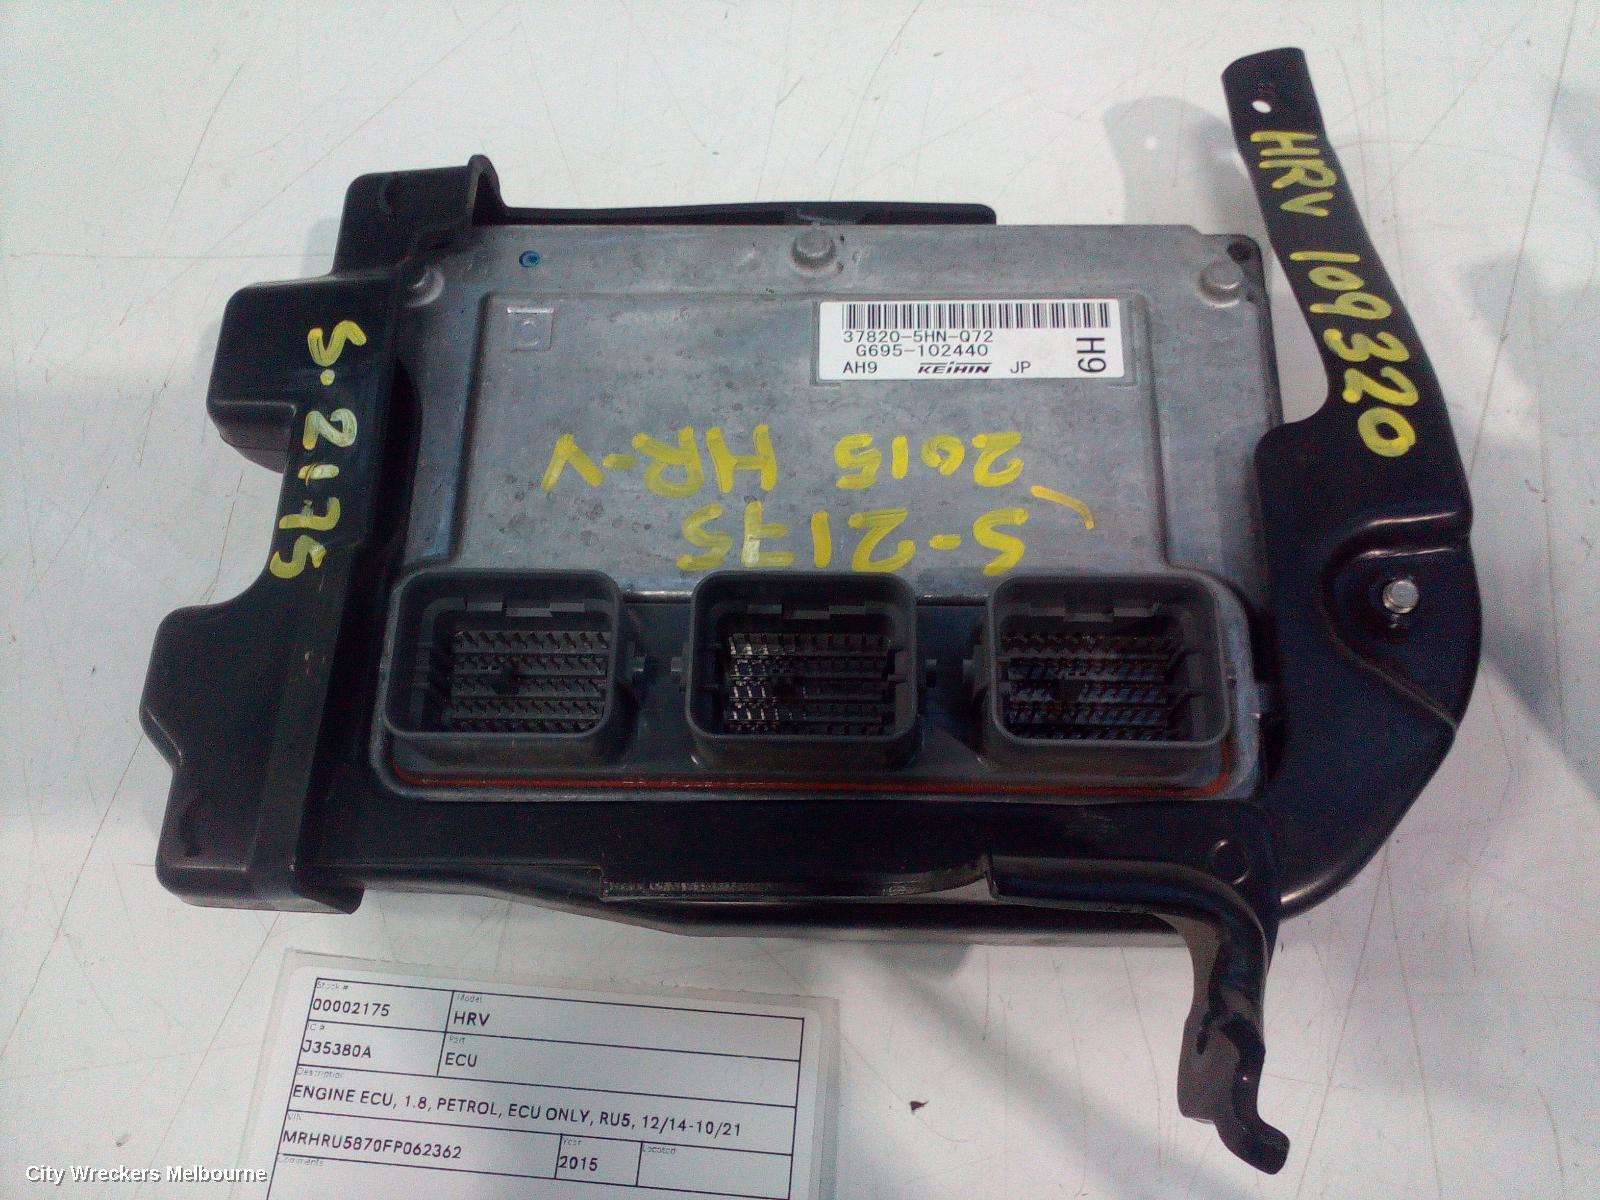 HRV 109320
S-2175
37820-5HN-Q72
G695-102440
AH9 KEIHIN JP
H9
S-2175
2015 HR-V
Stock #
00002175
Model
HRV
IC #
J35380A
Part
ECU
Description
ENGINE ECU, 1.8, PETROL, ECU ONLY, RU5, 12/14-10/21
VIN
MRHRU5870FP062362
Year
2015
Located
Comments
City Wreckers Melbourne